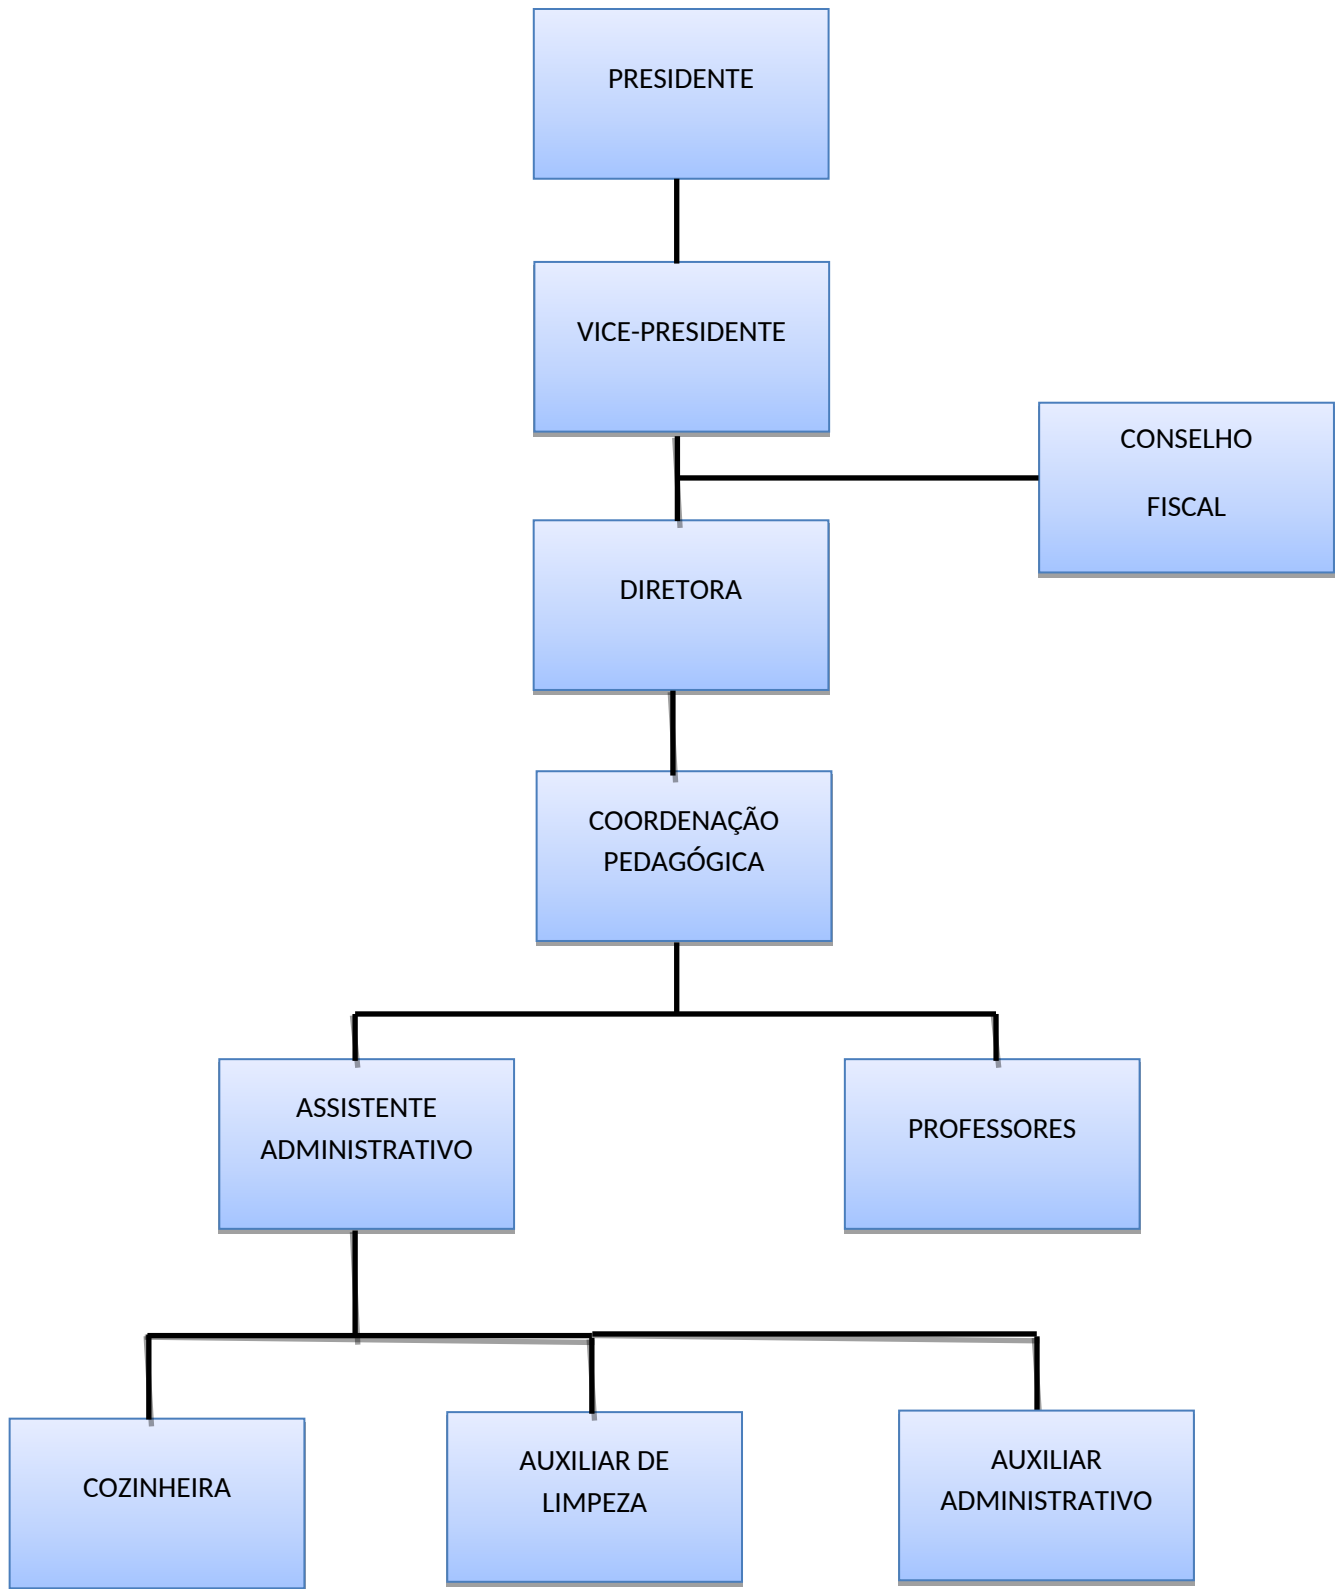 PRESIDENTE
VICE-PRESIDENTE
CONSELHO
FISCAL
DIRETORA
COORDENAÇÃO
PEDAGÓGICA
ASSISTENTE
ADMINISTRATIVO
PROFESSORES
COZINHEIRA
AUXILIAR DE
LIMPEZA
AUXILIAR
ADMINISTRATIVO